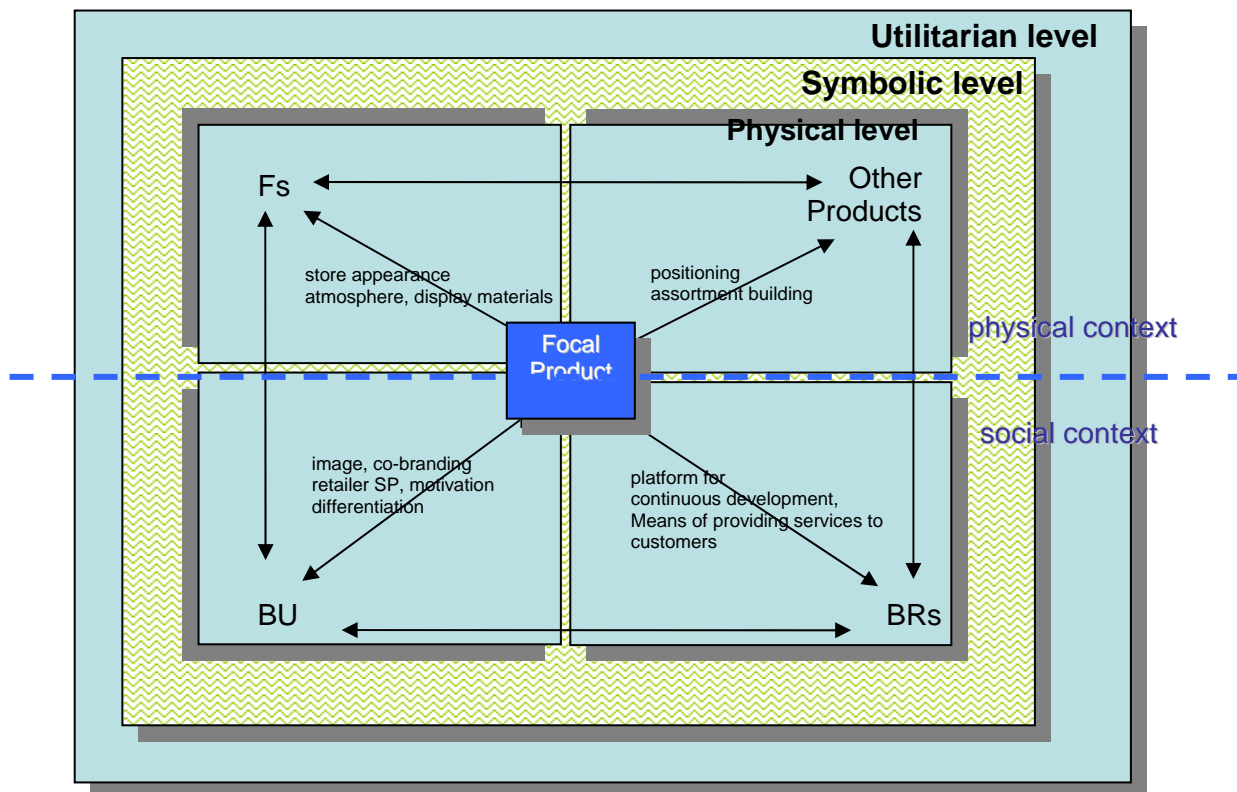 Utilitarian level
Symbolic level
Physical level
Fs
Other
Products
store appearance
atmosphere, display materials
positioning
assortment building
physical context
Focal
Product
social context
image, co-branding
retailer SP, motivation
differentiation
platform for
continuous development,
Means of providing services to
customers
BU
BRs